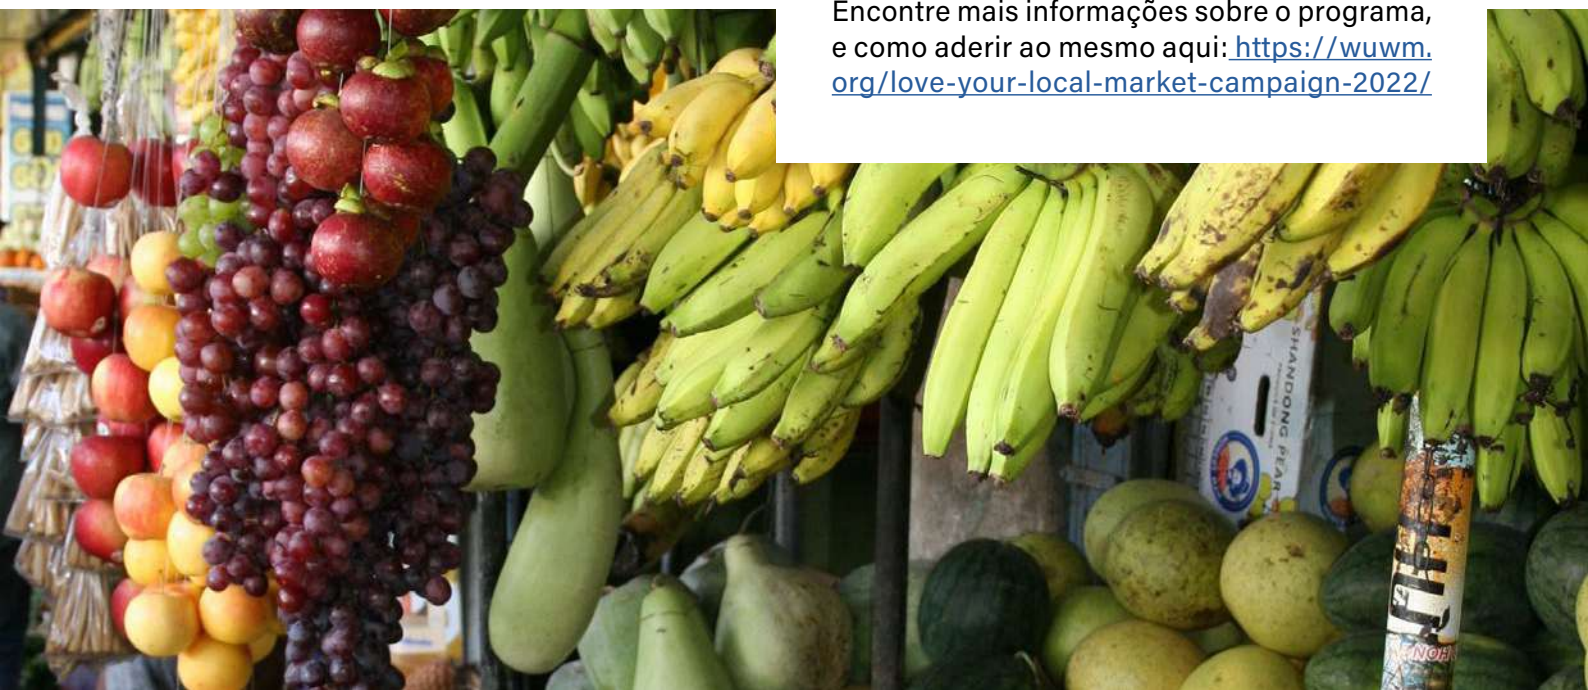 Encontre mais informações sobre o programa,
e como aderir ao mesmo aqui: https://wuwm.
org/love-your-local-market-campaign-2022/
SHANDONG PEAR